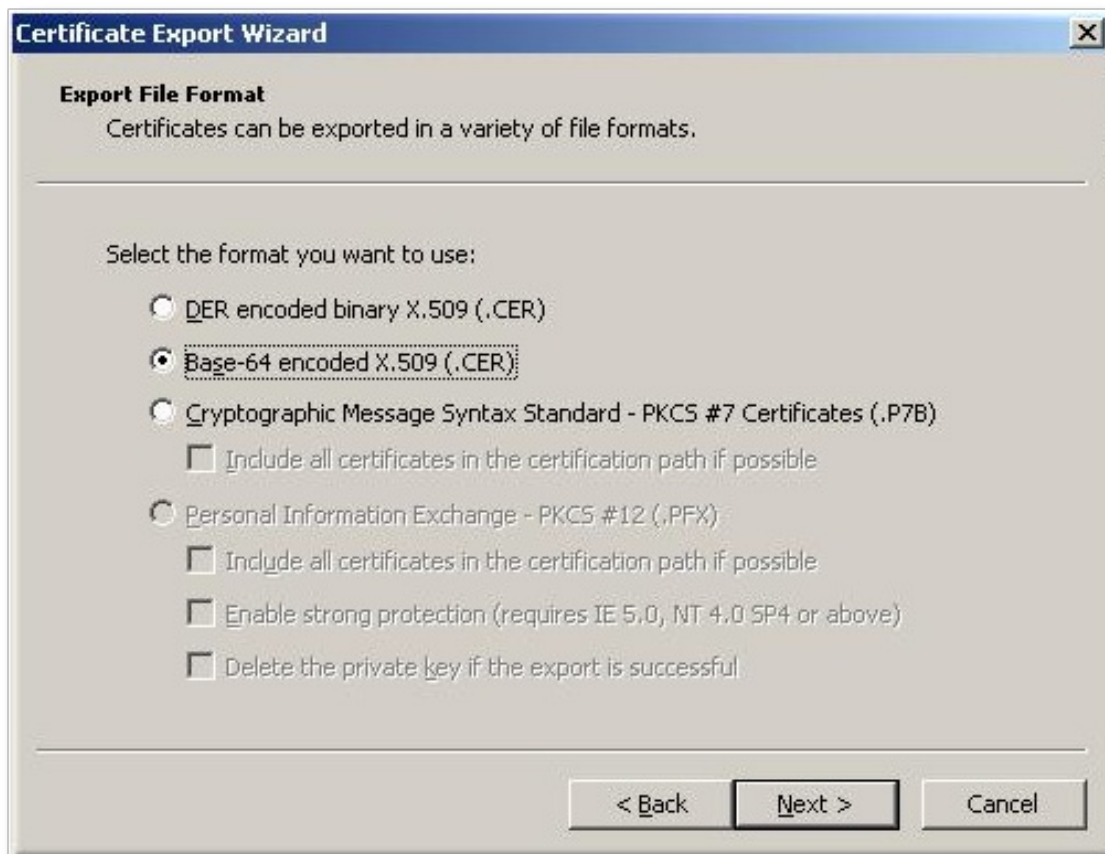 Certificate Export Wizard
Export File Format
Certificates can be exported in a variety of file formats.
Select the format you want to use:
DER encoded binary X.509 (.CER)
Base-64 encoded X.509 (.CER)
Cryptographic Message Syntax Standard - PKCS #7 Certificates (.P7B)
Include all certificates in the certification path if possible
Personal Information Exchange - PKCS #12 (.PFX)
Include all certificates in the certification path if possible
Enable strong protection (requires IE 5.0, NT 4.0 SP4 or above)
Delete the private key if the export is successful
< Back Next > Cancel